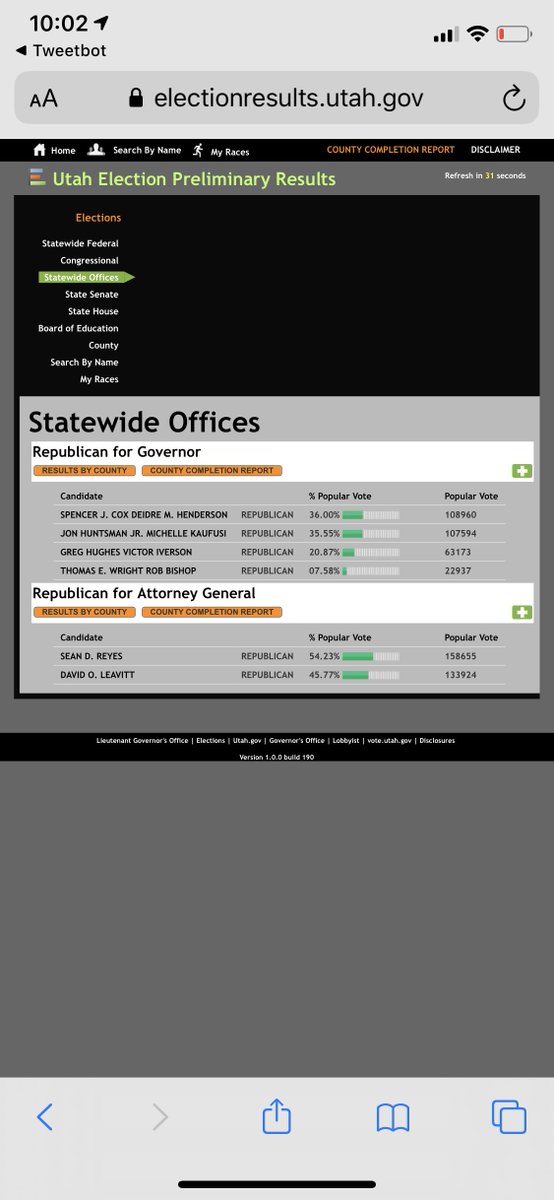 10:02
◀ Tweetbot
AA electionresults.utah.gov
Home Search By Name My Races COUNTY COMPLETION REPORT DISCLAIMER
Utah Election Preliminary Results Refresh in 31 seconds
Elections
Statewide Federal
Congressional
Statewide Offices
State Senate
State House
Board of Education
County
Search By Name
My Races
Statewide Offices
Republican for Governor
RESULTS BY COUNTY COUNTY COMPLETION REPORT
Candidate % Popular Vote Popular Vote
SPENCER J. COX DEIDRE M. HENDERSON REPUBLICAN 36.00% 108960
JON HUNTSMAN JR. MICHELLE KAUFUSI REPUBLICAN 35.55% 107594
GREG HUGHES VICTOR IVERSON REPUBLICAN 20.87% 63173
THOMAS E. WRIGHT ROB BISHOP REPUBLICAN 07.58% 22937
Republican for Attorney General
RESULTS BY COUNTY COUNTY COMPLETION REPORT
Candidate % Popular Vote Popular Vote
SEAN D. REYES REPUBLICAN 54.23% 158655
DAVID O. LEAVITT REPUBLICAN 45.77% 133924
Lieutenant Governor's Office | Elections | Utah.gov | Governor's Office | Lobbyist | vote.utah.gov | Disclosures
Version 1.0.0 build 190